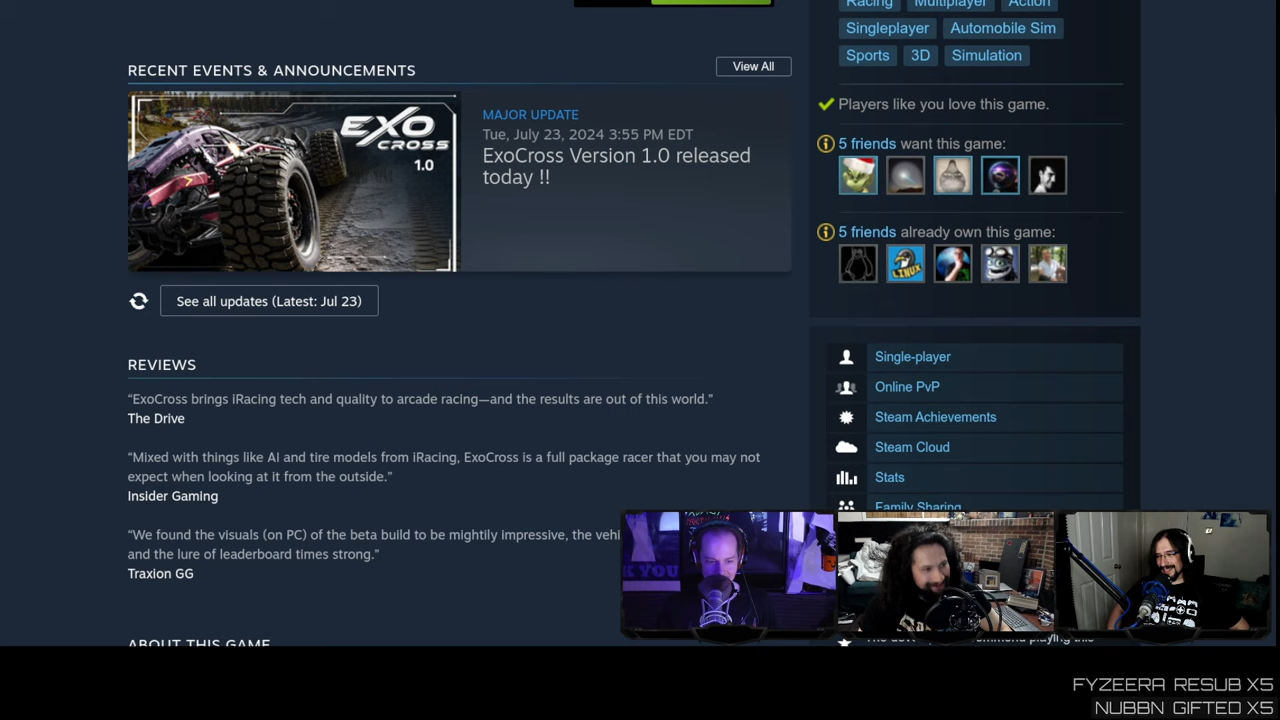 Racing
Multiplayer
Action
Singleplayer
Automobile Sim
Sports
3D
Simulation
RECENT EVENTS & ANNOUNCEMENTS
View All
EXO
CROSS
1.0
MAJOR UPDATE
Tue, July 23, 2024 3:55 PM EDT
ExoCross Version 1.0 released
today !!
See all updates (Latest: Jul 23)
Players like you love this game.
5 friends want this game:
5 friends already own this game:
LINUX
REVIEWS
“ExoCross brings iRacing tech and quality to arcade racing—and the results are out of this world.”
The Drive
“Mixed with things like AI and tire models from iRacing, ExoCross is a full package racer that you may not
expect when looking at it from the outside.”
Insider Gaming
“We found the visuals (on PC) of the beta build to be mightily impressive, the vehi
and the lure of leaderboard times strong.”
Traxion GG
ABOUT THIS GAME
Single-player
Online PvP
Steam Achievements
Steam Cloud
Stats
Family Sharing
playing this
FYZEERA RESUB X5
NUBBN GIFTED X5